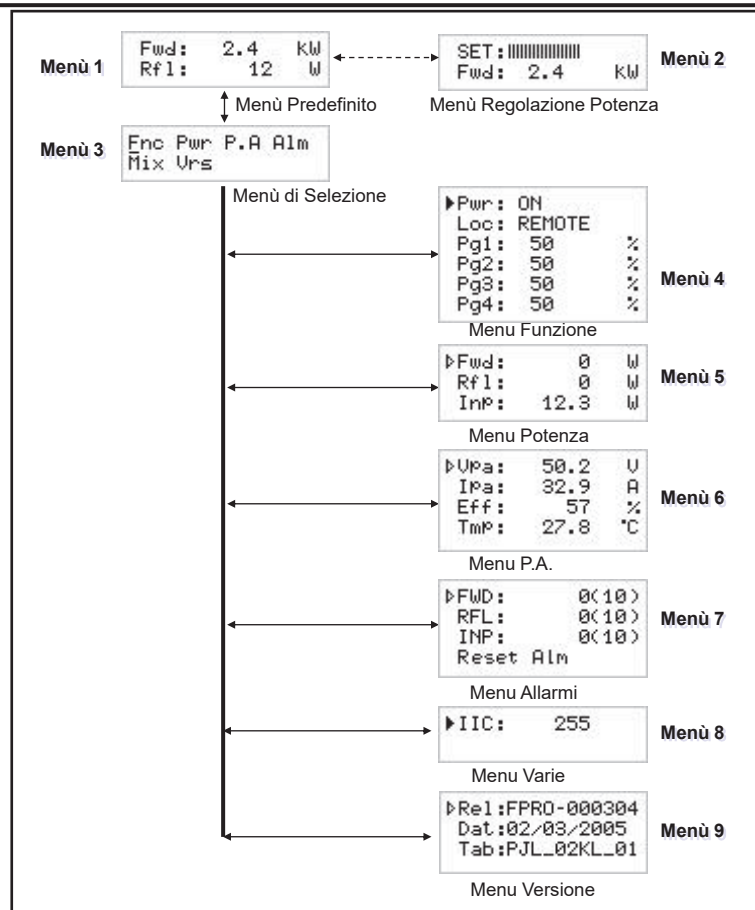 Menù 1
Fwd: 2.4 KW
Rfl: 12 W
SET:||||||||||||||||
Fwd: 2.4 KW
Menù 2
Menù Predefinito
Menù Regolazione Potenza
Menù 3
Fnc Pwr P.A Alm
Mix Vrs
Menù di Selezione
▶Pwr: ON
Loc: REMOTE
Pg1: 50 %
Pg2: 50 %
Pg3: 50 %
Pg4: 50 %
Menù 4
Menu Funzione
▷Fwd: 0 W
Rfl: 0 W
Inp: 12.3 W
Menù 5
Menu Potenza
▷Vpa: 50.2 V
Ipa: 32.9 A
Eff: 57 %
Tmp: 27.8 °C
Menù 6
Menu P.A.
▷FWD: 0(10)
RFL: 0(10)
INP: 0(10)
Reset Alm
Menù 7
Menu Allarmi
▶IIC: 255
Menù 8
Menu Varie
▷Rel:FPRO-000304
Dat:02/03/2005
Tab:PJL_02KL_01
Menù 9
Menu Versione